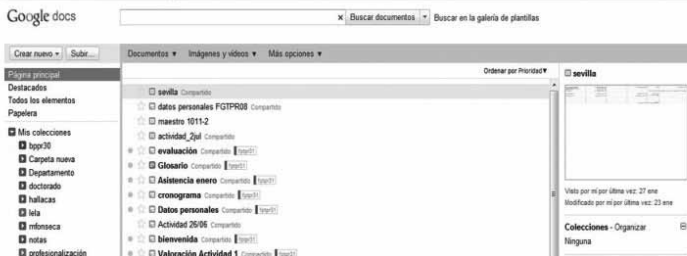 Google docs
Buscar documentos Buscar en la galería de plantillas
Crear nuevo Subir...
Documentos Imágenes y vídeos Más opciones
Página principal
Destacados
Todos los elementos
Papelera
Mis colecciones
bppr30
Carpeta nueva
Departamento
doctorado
hallacas
lela
mfonseca
notas
profesionalización
Ordenar por Prioridad
sevilla Compartido
datos personales FGTPR08 Compartido
maestro 1011-2
actividad_2jul Compartido
evaluación Compartido
Glosario Compartido
Asistencia enero Compartido
cronograma Compartido
Datos personales Compartido
Actividad 26/06 Compartido
bienvenida Compartido
Valoración Actividad 1 Compartido
sevilla
Visto por mí por última vez: 27 ene
Modificado por mí por última vez: 23 ene
Colecciones - Organizar
Ninguna